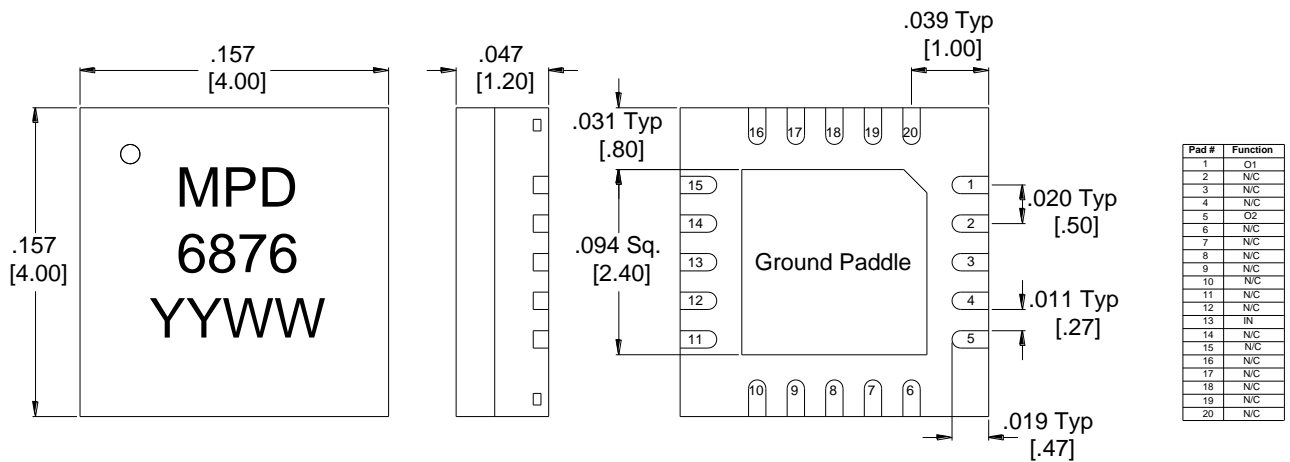 .157
[4.00]
.157
[4.00]
MPD
6876
YYWW
.047
[1.20]
.039 Typ
[1.00]
.031 Typ
[.80]
.094 Sq.
[2.40]
16 17 18 19 20
15
14
13
12
11
Ground Paddle
1
2
3
4
5
10 9 8 7 6
.020 Typ
[.50]
.011 Typ
[.27]
.019 Typ
[.47]
Pad # Function
1 O1
2 N/C
3 N/C
4 N/C
5 O2
6 N/C
7 N/C
8 N/C
9 N/C
10 N/C
11 N/C
12 N/C
13 IN
14 N/C
15 N/C
16 N/C
17 N/C
18 N/C
19 N/C
20 N/C